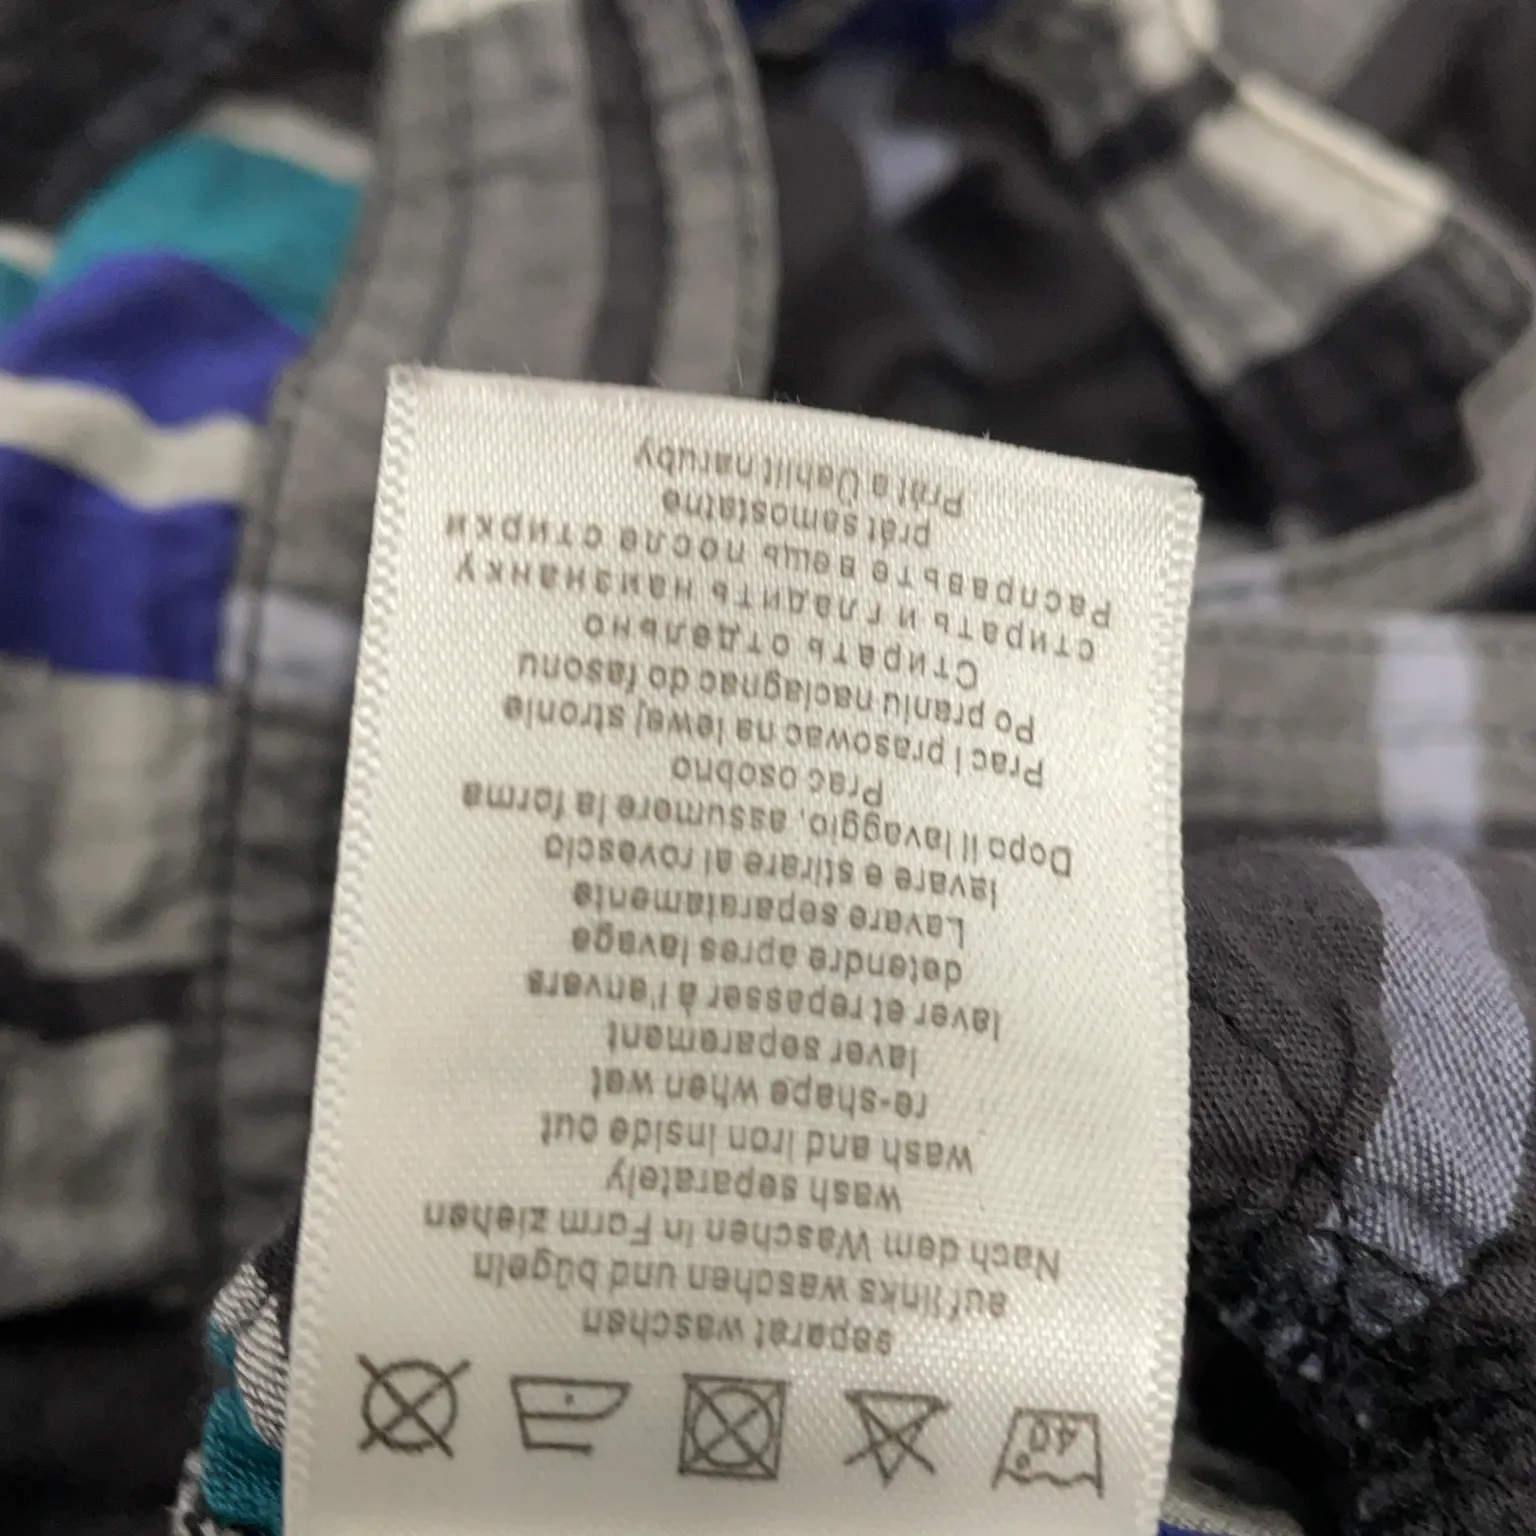 40°
separat waschen
auf links waschen und bügeln
Nach dem Waschen in Form ziehen
wash separately
wash and iron inside out
re-shape when wet
laver separement
laver et repasser à l'envers
detendre apres lavage
Lavare separatamente
lavare e stirare al rovescio
Dopo il lavaggio, assumere la forma
Prac osobno
Prac i prasowac na lewej stronie
Po praniu naciagnac do fasonu
Стирать отдельно
стирать и гладить наизнанку
Расправьте вещь после стирки
prát samostatne
Prát a Üehlit naruby